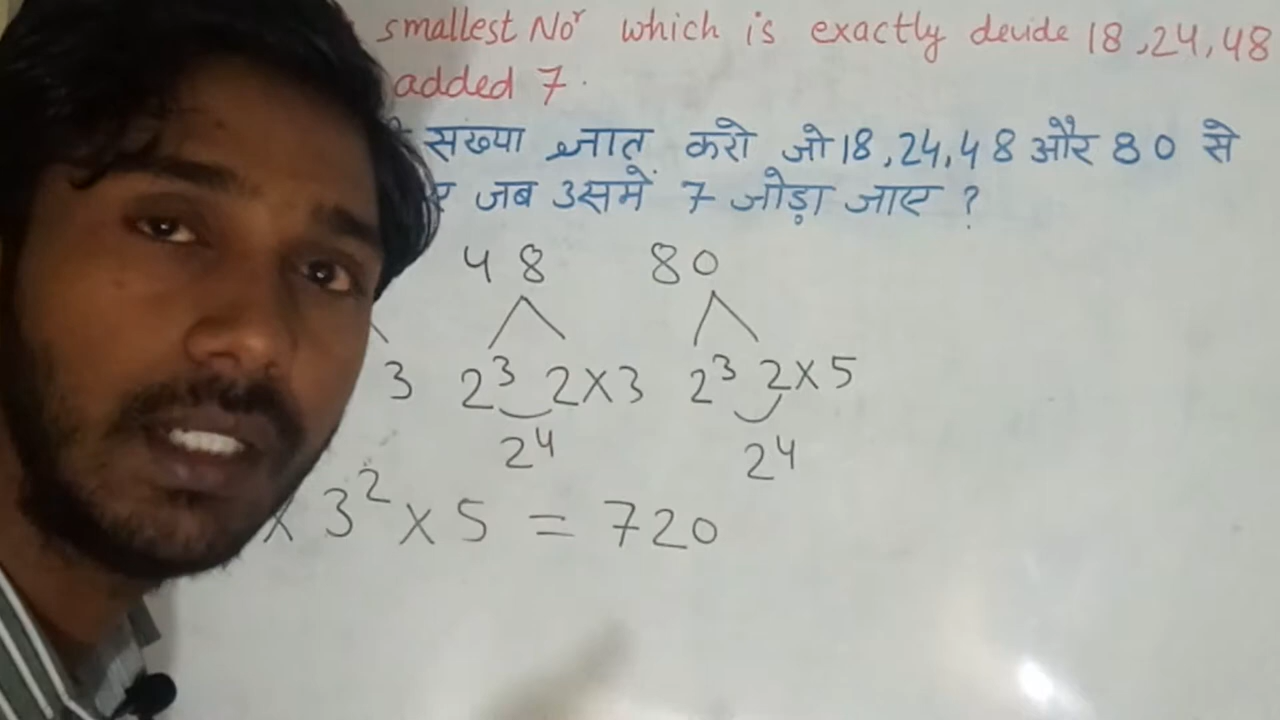 smallest Noʳ which is exactly devide 18,24,48
added 7.
सख्या ज्ञात करो जो 18,24,48 और 80 से
जब उसमें 7 जोड़ा जाए ?
48 80
3 2³ 2×3 2³ 2×5
2⁴ 2⁴
× 3² × 5 = 720